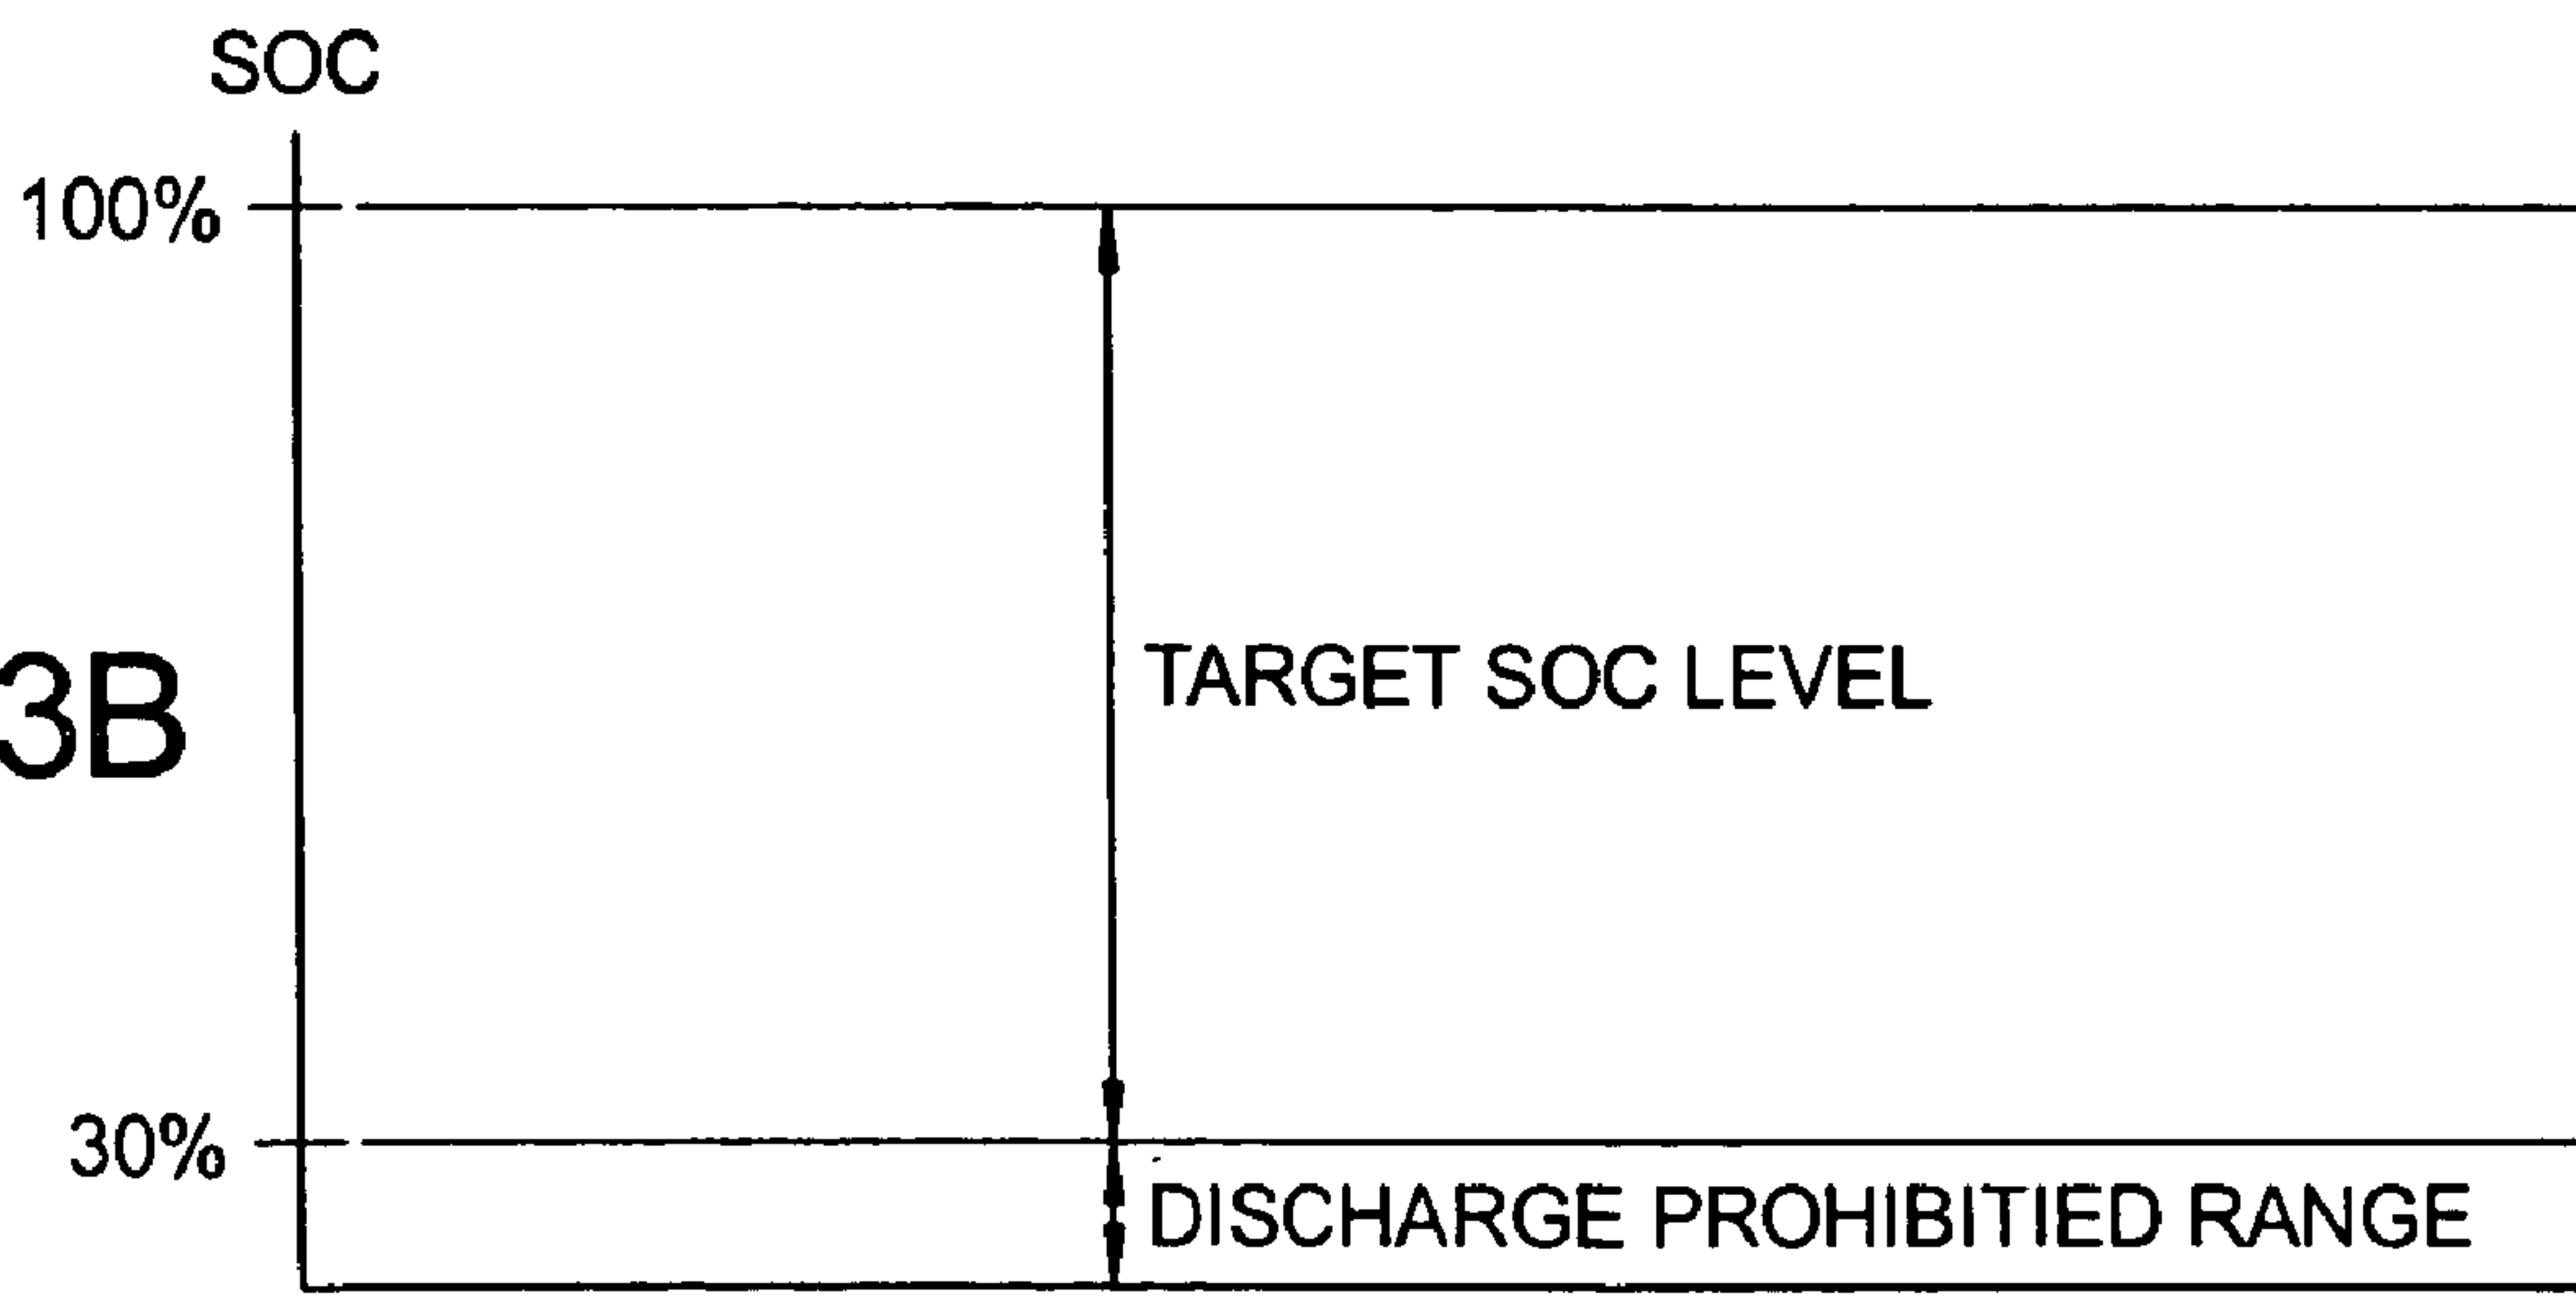 SOC
100%
TARGET SOC LEVEL
3B
30%
DISCHARGE PROHIBITIED RANGE